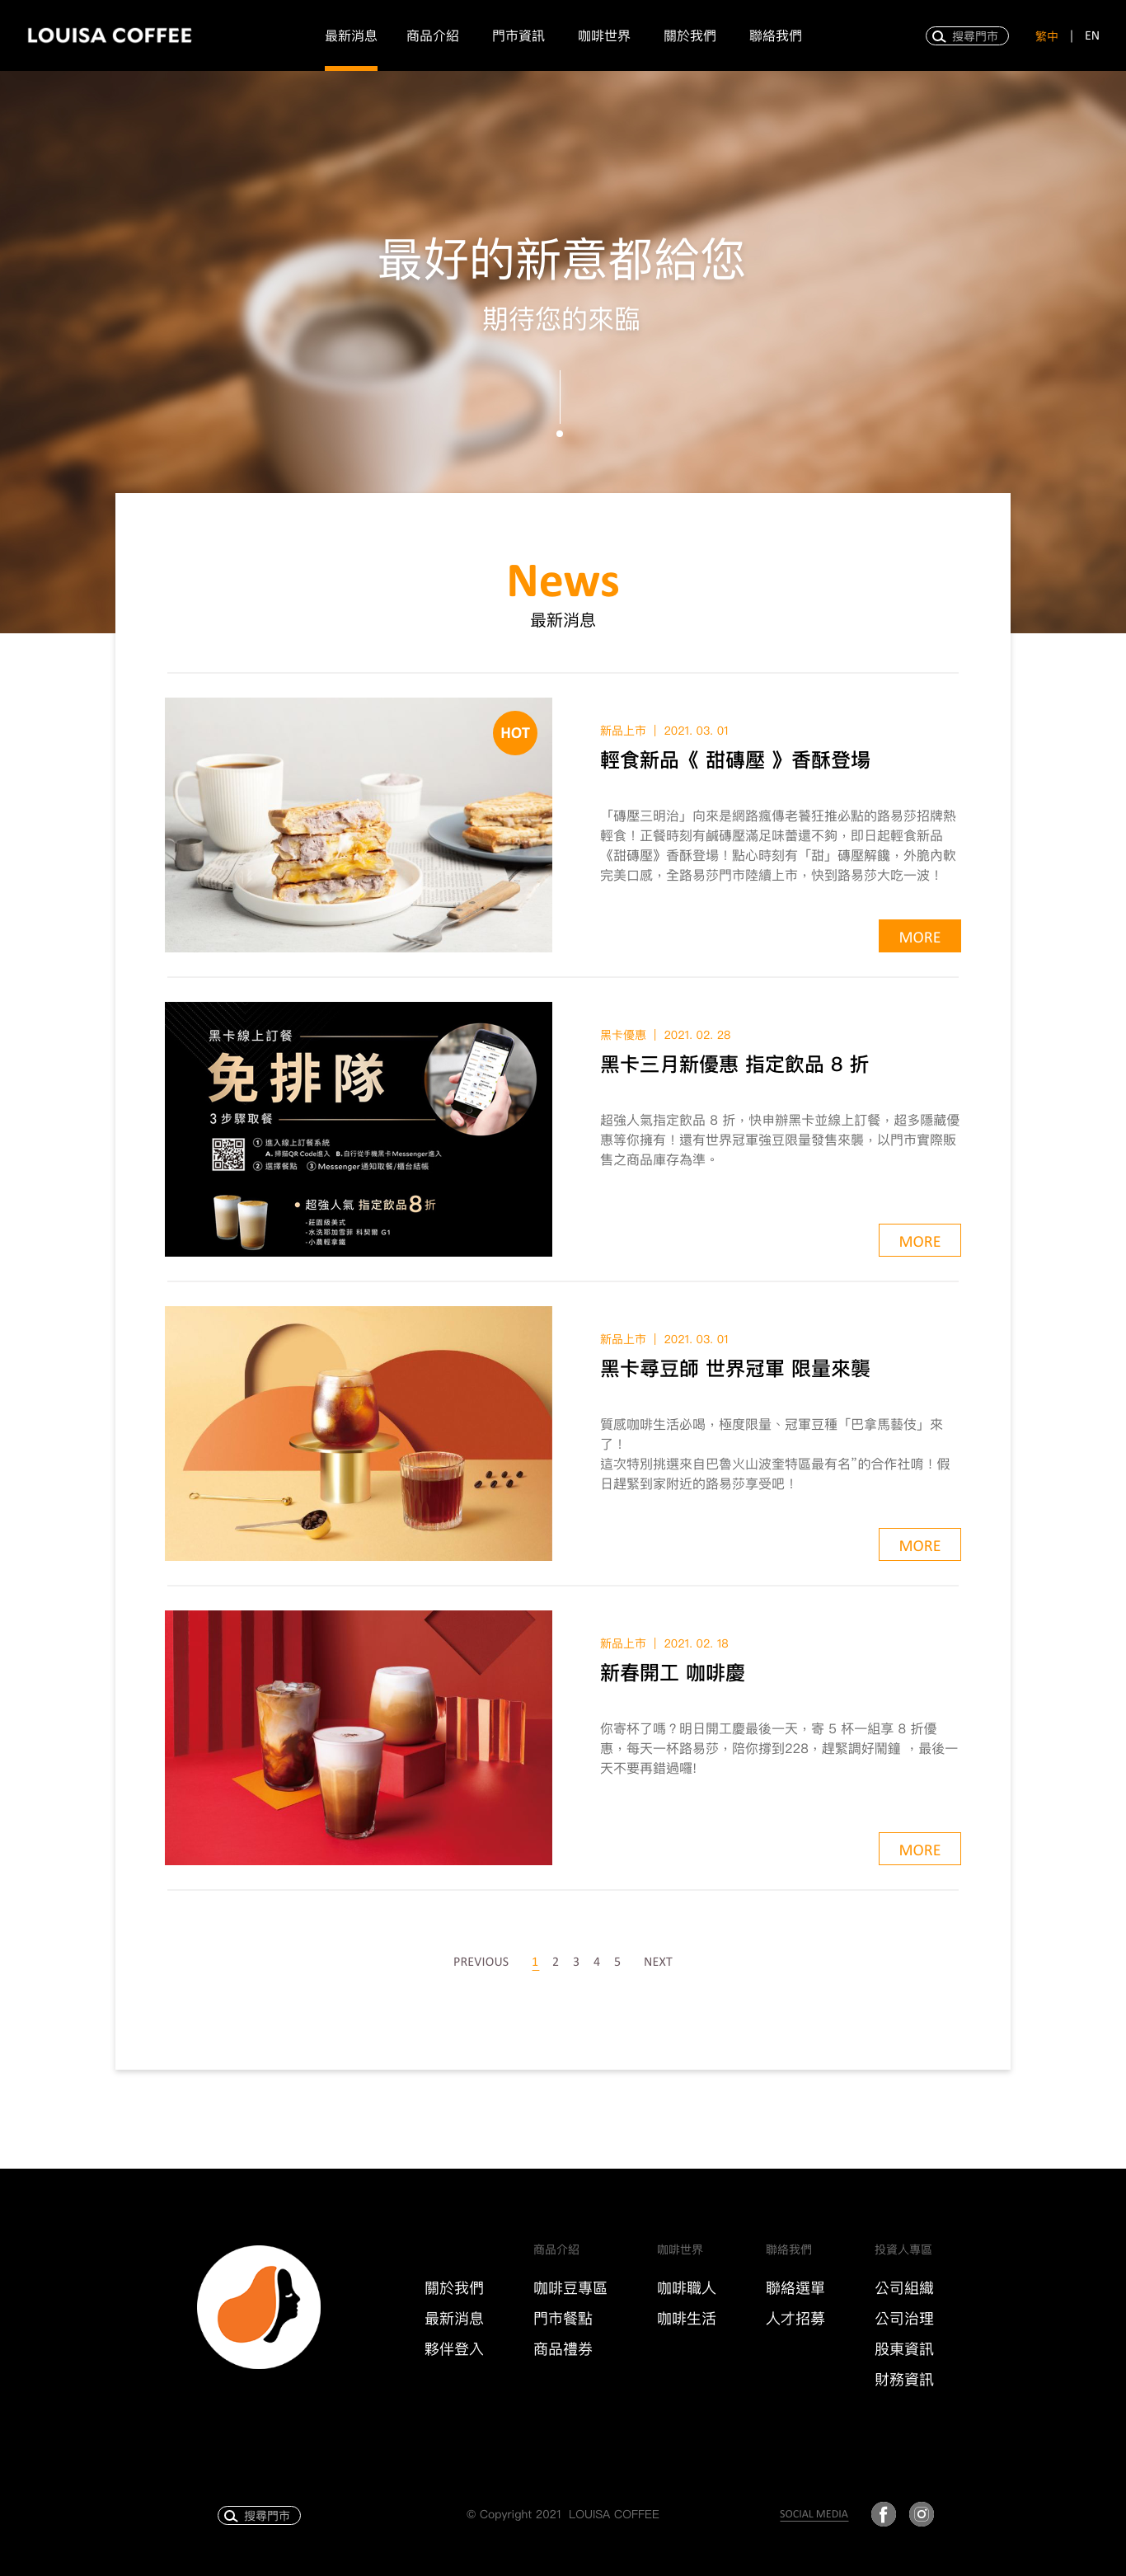 LOUISA COFFEE
最新消息 商品介紹 門市資訊 咖啡世界 關於我們 聯絡我們
搜尋門市
繁中 | EN
最好的新意都給您
期待您的來臨
News
最新消息
HOT
新品上市 | 2021. 03. 01
輕食新品《 甜磚壓 》香酥登場
「磚壓三明治」向來是網路瘋傳老饕狂推必點的路易莎招牌熱
輕食！正餐時刻有鹹磚壓滿足味蕾還不夠，即日起輕食新品
《甜磚壓》香酥登場！點心時刻有「甜」磚壓解饞，外脆內軟
完美口感，全路易莎門市陸續上市，快到路易莎大吃一波！
MORE
黑卡線上訂餐
免排隊
3步驟取餐
① 進入線上訂餐系統
A. 掃描QR Code進入 B.自行從手機黑卡Messenger進入
② 選擇餐點 ③ Messenger通知取餐/櫃台結帳
• 超強人氣 指定飲品8折
-莊園級美式
-水洗耶加雪菲 科契爾 G1
-小農輕拿鐵
黑卡優惠 | 2021. 02. 28
黑卡三月新優惠 指定飲品 8 折
超強人氣指定飲品 8 折，快申辦黑卡並線上訂餐，超多隱藏優
惠等你擁有！還有世界冠軍強豆限量發售來襲，以門市實際販
售之商品庫存為準。
MORE
新品上市 | 2021. 03. 01
黑卡尋豆師 世界冠軍 限量來襲
質感咖啡生活必喝，極度限量、冠軍豆種「巴拿馬藝伎」來
了！
這次特別挑選來自巴魯火山波奎特區最有名”的合作社唷！假
日趕緊到家附近的路易莎享受吧！
MORE
新品上市 | 2021. 02. 18
新春開工 咖啡慶
你寄杯了嗎？明日開工慶最後一天，寄 5 杯一組享 8 折優
惠，每天一杯路易莎，陪你撐到228，趕緊調好鬧鐘 ，最後一
天不要再錯過囉!
MORE
PREVIOUS 1 2 3 4 5 NEXT
商品介紹 咖啡世界 聯絡我們 投資人專區
關於我們 咖啡豆專區 咖啡職人 聯絡選單 公司組織
最新消息 門市餐點 咖啡生活 人才招募 公司治理
夥伴登入 商品禮券 股東資訊
財務資訊
搜尋門市
© Copyright 2021 LOUISA COFFEE
SOCIAL MEDIA